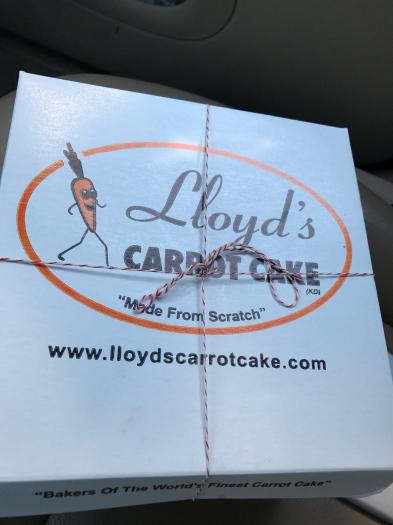 Lloyd's
CARROT CAKE
(KD)
"Made From Scratch"
www.lloydscarrotcake.com
"Bakers Of The World's Finest Carrot Cake"